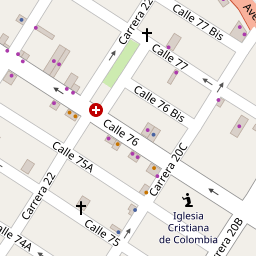 Carrera 22
Calle 77 Bis
Ave
Calle 77
Calle 76 Bis
Calle 76
Calle 75A
Carrera 20C
Carrera 22
Iglesia
Cristiana
de Colombia
Carrera 20B
Calle 75
Calle 74A